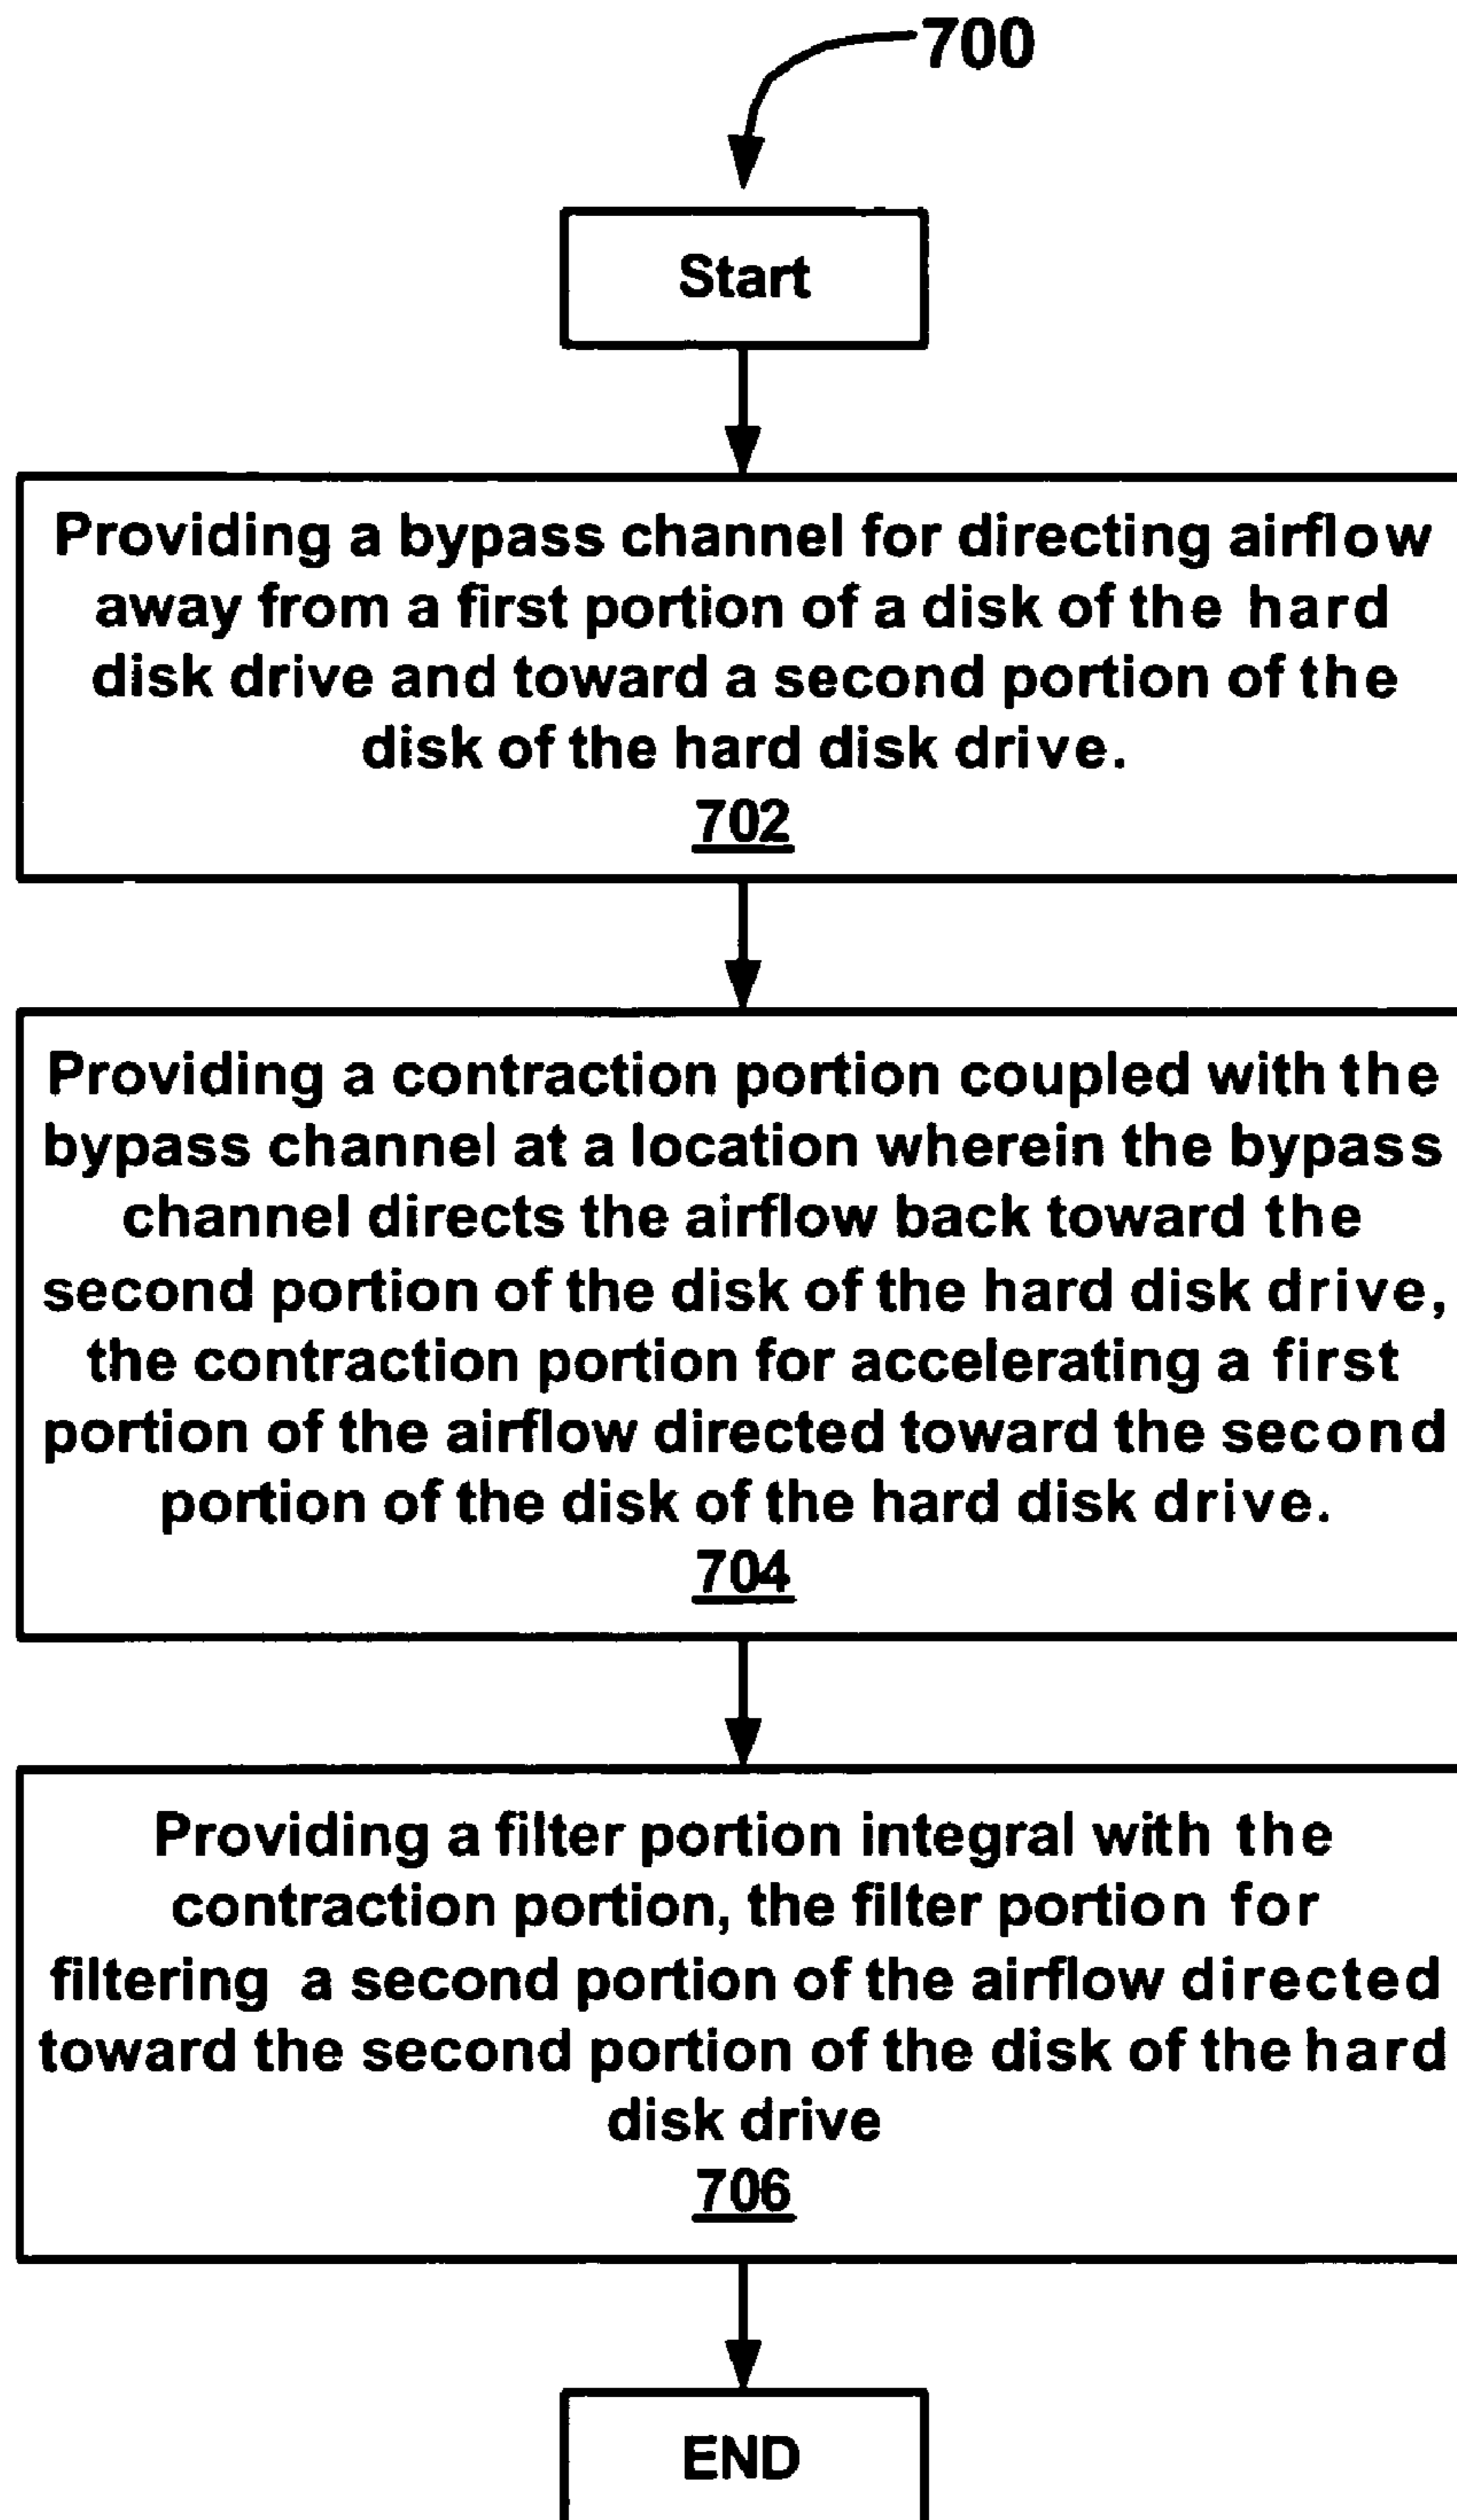 700
Start
Providing a bypass channel for directing airflow
away from a first portion of a disk of the hard
disk drive and toward a second portion of the
disk of the hard disk drive.
702
Providing a contraction portion coupled with the
bypass channel at a location wherein the bypass
channel directs the airflow back toward the
second portion of the disk of the hard disk drive,
the contraction portion for accelerating a first
portion of the airflow directed toward the second
portion of the disk of the hard disk drive.
704
Providing a filter portion integral with the
contraction portion, the filter portion for
filtering a second portion of the airflow directed
toward the second portion of the disk of the hard
disk drive
706
END